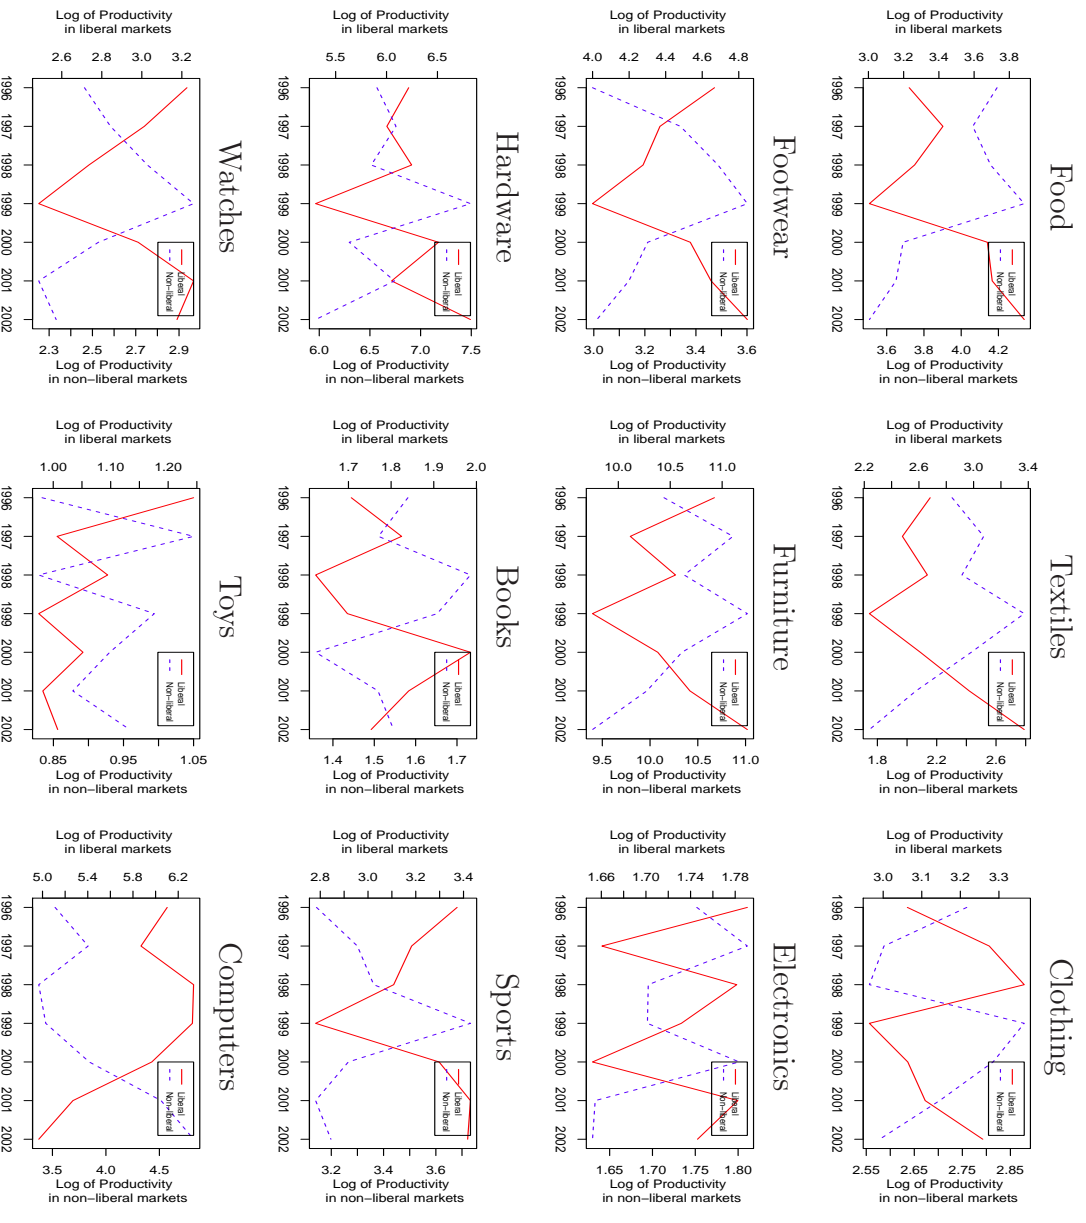 Food
Log of Productivity
in liberal markets
3.0 3.2 3.4 3.6 3.8
1996 1997 1998 1999 2000 2001 2002
Liberal
Non−liberal
3.6 4.0 4.2
Log of Productivity
in non−liberal markets
Textiles
Log of Productivity
in liberal markets
2.2 2.6 3.0 3.4
1996 1997 1998 1999 2000 2001 2002
Liberal
Non−liberal
1.8 2.2 2.6
Log of Productivity
in non−liberal markets
Clothing
Log of Productivity
in liberal markets
3.0 3.1 3.2 3.3
1996 1997 1998 1999 2000 2001 2002
Liberal
Non−liberal
2.55 2.65 2.75 2.85
Log of Productivity
in non−liberal markets
Footwear
Log of Productivity
in liberal markets
4.0 4.2 4.4 4.6 4.8
1996 1997 1998 1999 2000 2001 2002
Liberal
Non−liberal
3.0 3.2 3.4 3.6
Log of Productivity
in non−liberal markets
Furniture
Log of Productivity
in liberal markets
10.0 10.5 11.0
1996 1997 1998 1999 2000 2001 2002
Liberal
Non−liberal
9.5 10.0 10.5 11.0
Log of Productivity
in non−liberal markets
Electronics
Log of Productivity
in liberal markets
1.66 1.70 1.74 1.78
1996 1997 1998 1999 2000 2001 2002
Liberal
Non−liberal
1.65 1.70 1.75 1.80
Log of Productivity
in non−liberal markets
Hardware
Log of Productivity
in liberal markets
5.5 6.0 6.5
1996 1997 1998 1999 2000 2001 2002
Liberal
Non−liberal
6.0 6.5 7.0 7.5
Log of Productivity
in non−liberal markets
Books
Log of Productivity
in liberal markets
1.7 1.8 1.9 2.0
1996 1997 1998 1999 2000 2001 2002
Liberal
Non−liberal
1.4 1.5 1.6 1.7
Log of Productivity
in non−liberal markets
Sports
Log of Productivity
in liberal markets
2.8 3.0 3.2 3.4
1996 1997 1998 1999 2000 2001 2002
Liberal
Non−liberal
3.2 3.4 3.6
Log of Productivity
in non−liberal markets
Watches
Log of Productivity
in liberal markets
2.6 2.8 3.0 3.2
1996 1997 1998 1999 2000 2001 2002
Liberal
Non−liberal
2.3 2.5 2.7 2.9
Log of Productivity
in non−liberal markets
Toys
Log of Productivity
in liberal markets
1.00 1.10 1.20
1996 1997 1998 1999 2000 2001 2002
Liberal
Non−liberal
0.85 0.95 1.05
Log of Productivity
in non−liberal markets
Computers
Log of Productivity
in liberal markets
5.0 5.4 5.8 6.2
1996 1997 1998 1999 2000 2001 2002
Liberal
Non−liberal
3.5 4.0 4.5
Log of Productivity
in non−liberal markets